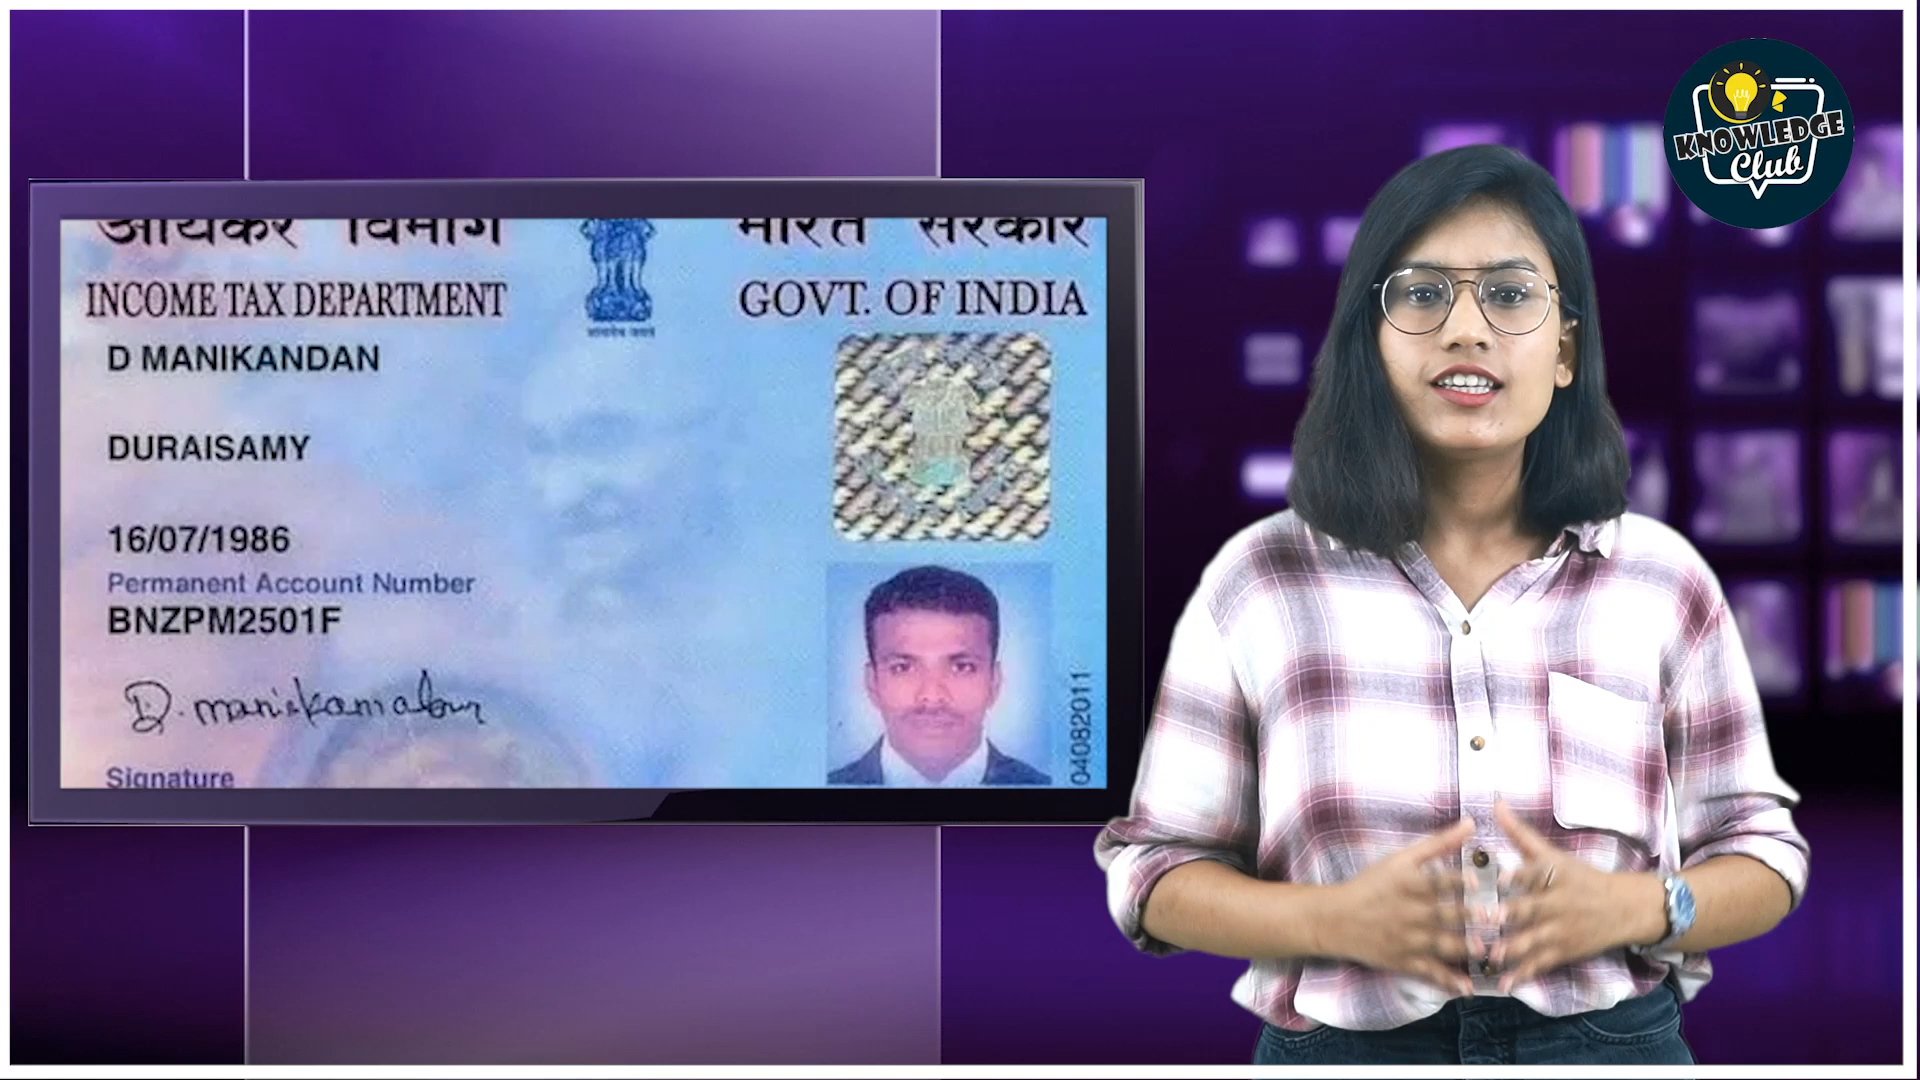 आयकर विभाग
भारत सरकार
INCOME TAX DEPARTMENT
GOVT. OF INDIA
D MANIKANDAN
DURAISAMY
16/07/1986
Permanent Account Number
BNZPM2501F
D. manikandan
Signature
04082011
KNOWLEDGE
Club